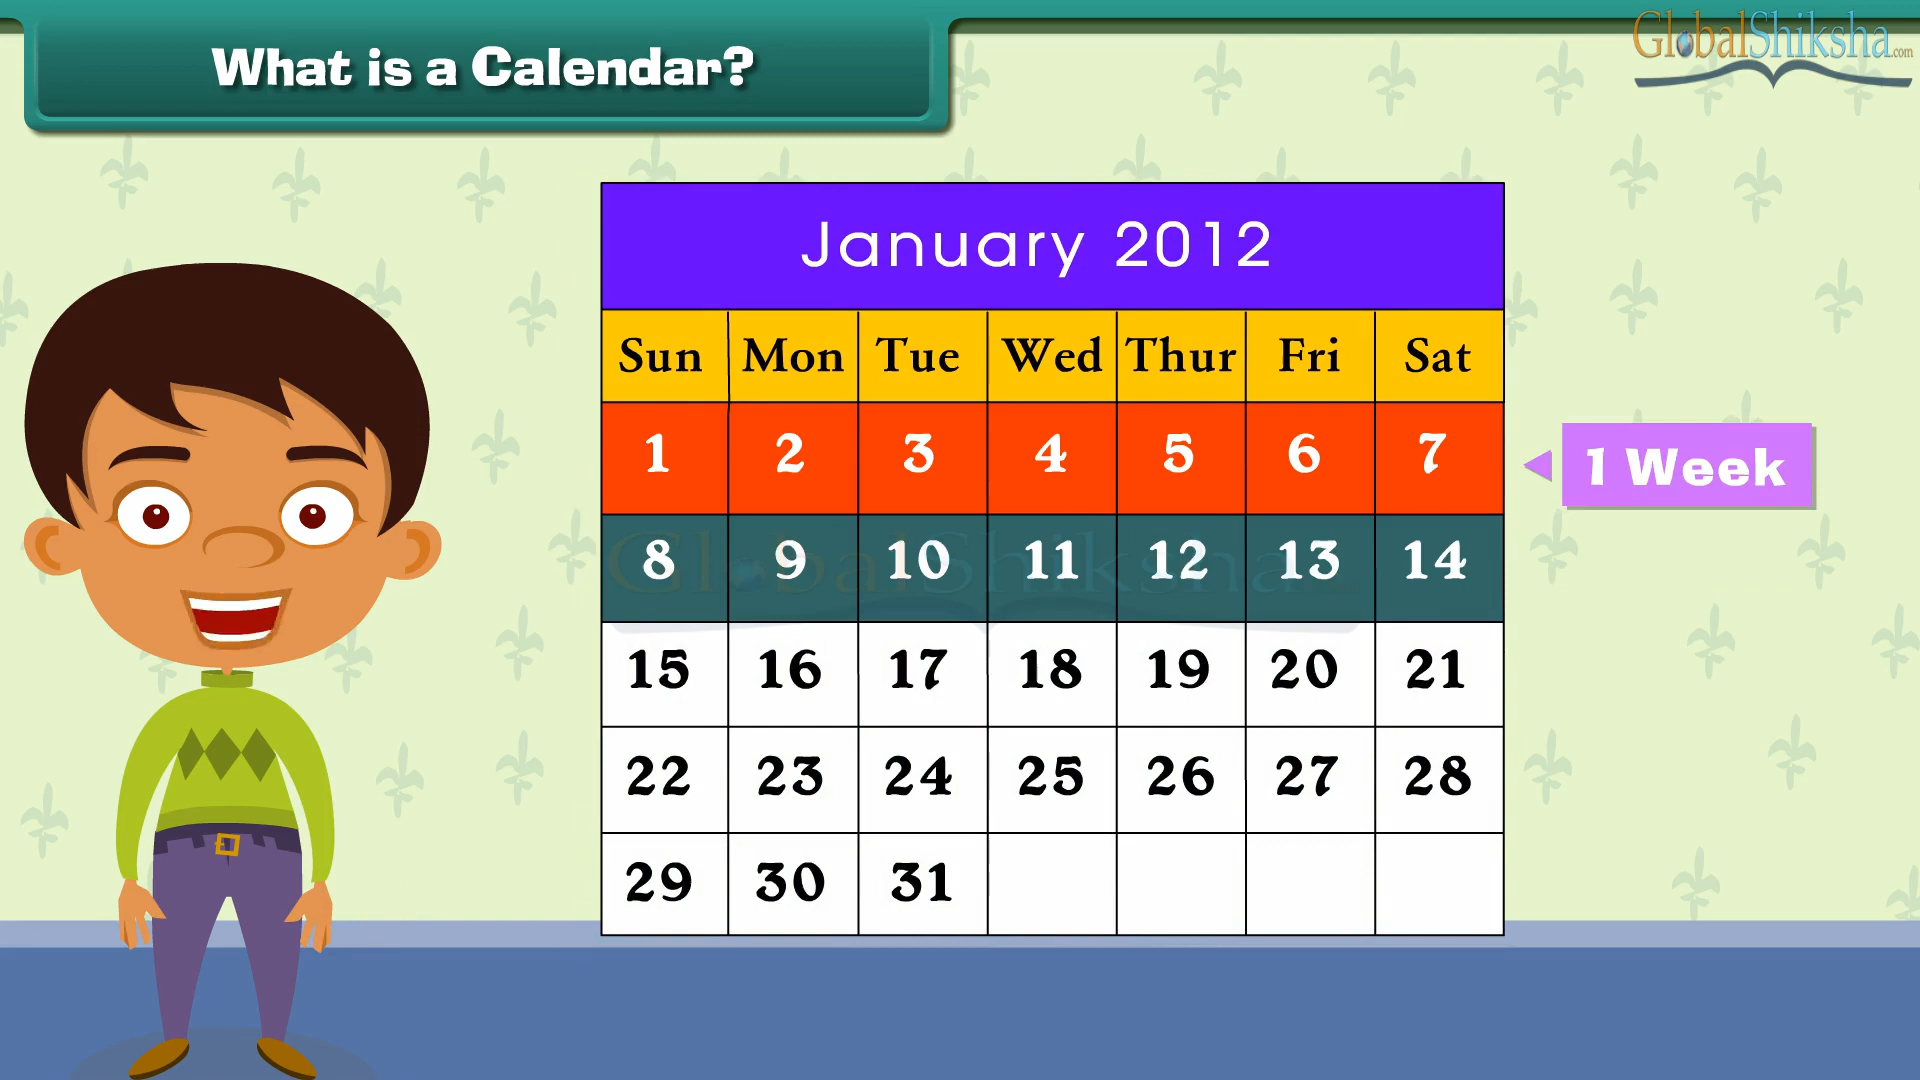 What is a Calendar?
GlobalShiksha.com
January 2012
Sun Mon Tue Wed Thur Fri Sat
1 2 3 4 5 6 7
1 Week
8 9 10 11 12 13 14
GlobalShiksha
15 16 17 18 19 20 21
22 23 24 25 26 27 28
29 30 31